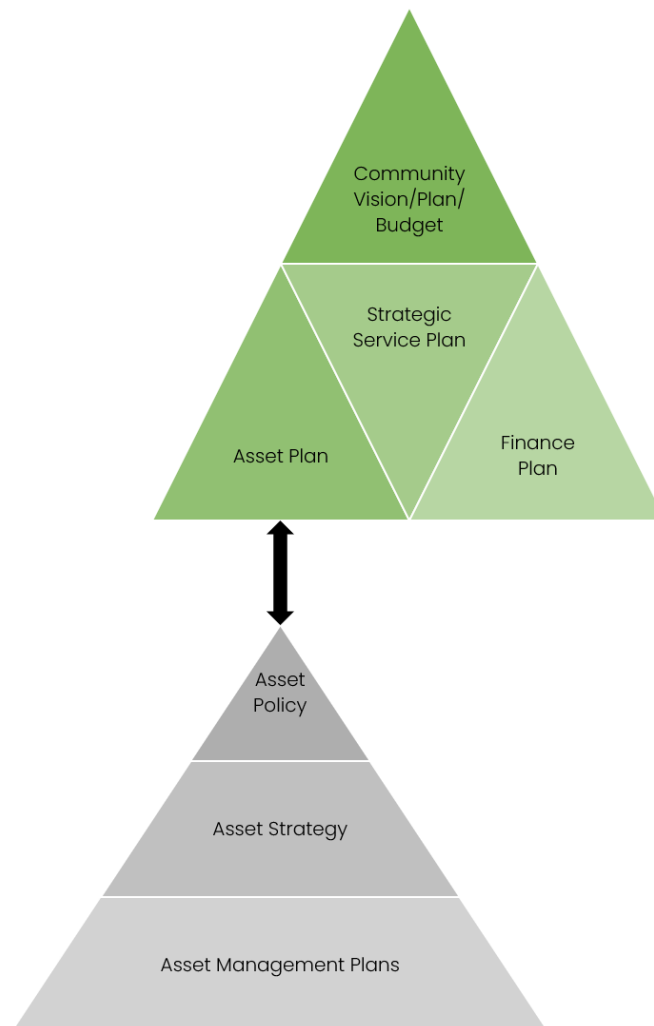 Community
Vision/Plan/
Budget
Strategic
Service Plan
Asset Plan
Finance
Plan
Asset
Policy
Asset Strategy
Asset Management Plans